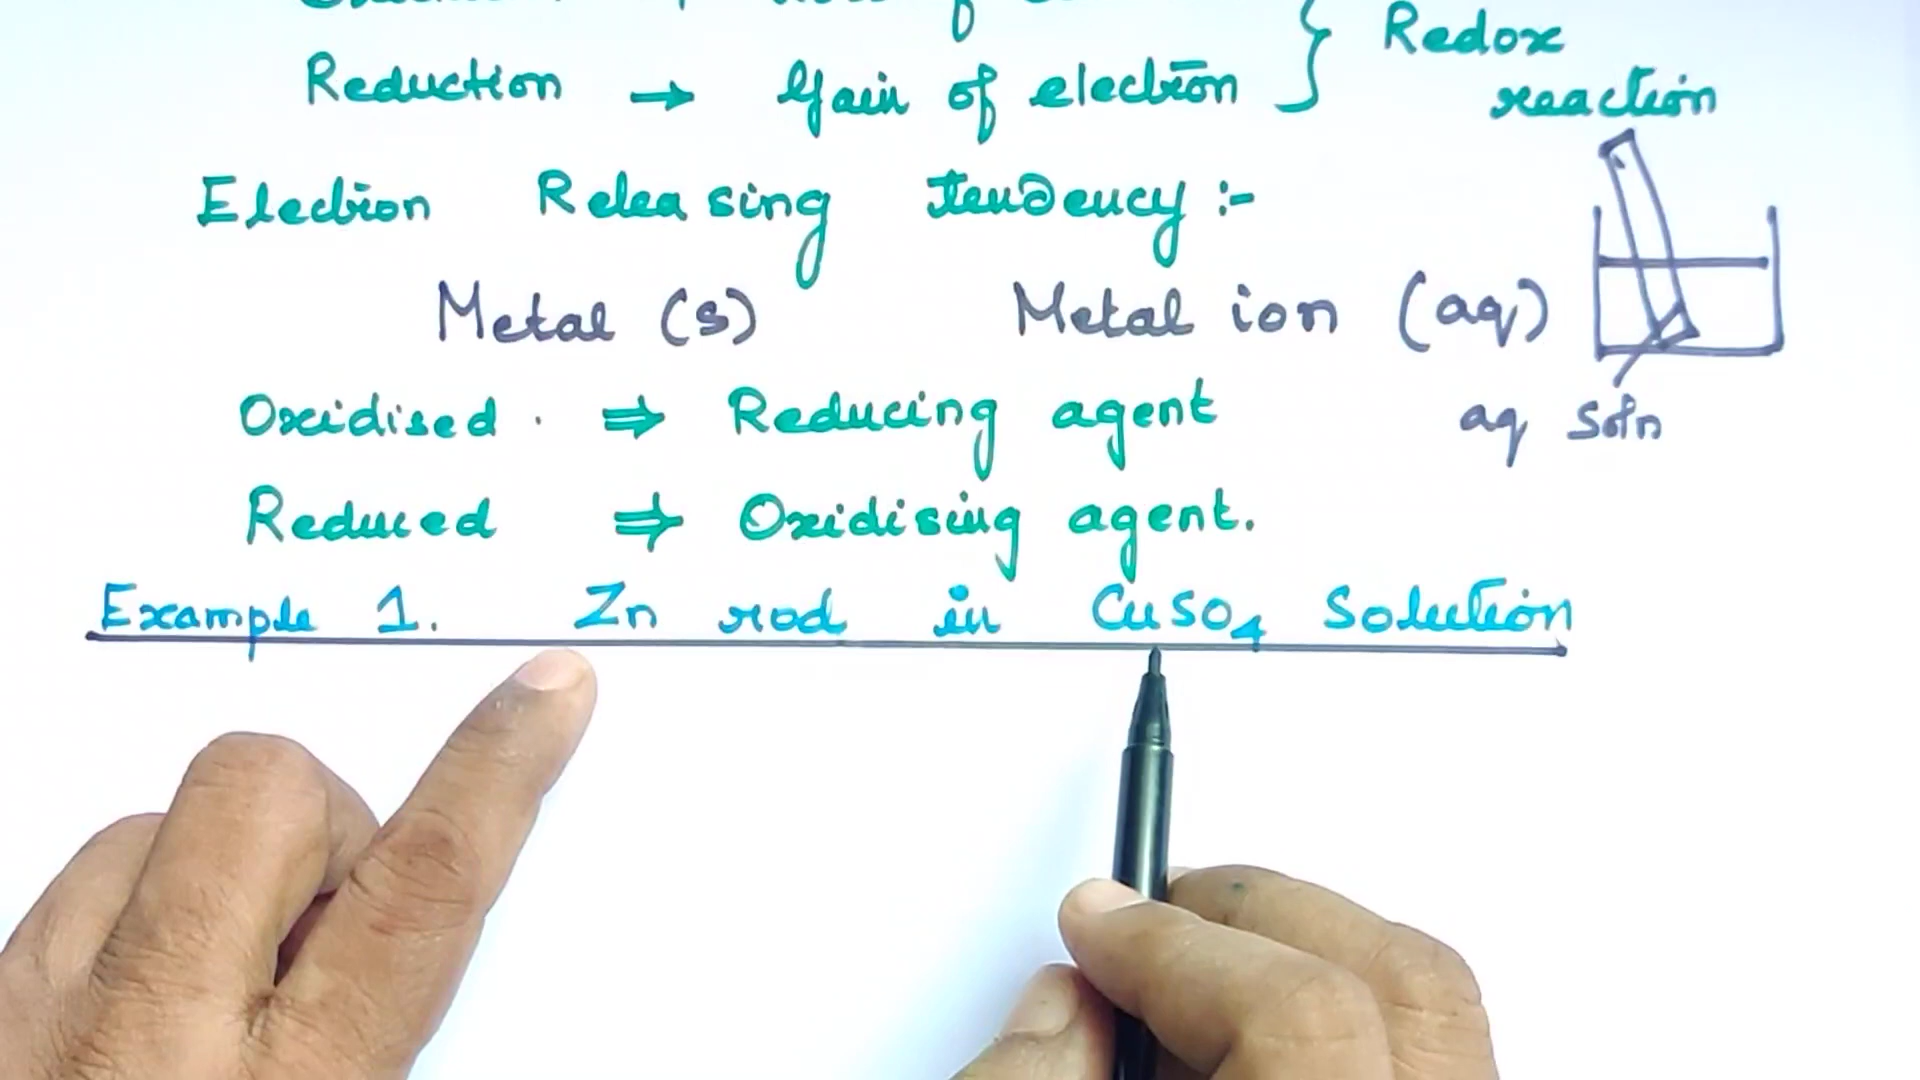 Reduction → Gain of electron } Redox reaction
Electron Releasing tendency :-
Metal (s) Metal ion (aq)
Oxidised . ⇒ Reducing agent
aq soln
Reduced ⇒ Oxidising agent.
Example 1. Zn rod in CuSO₄ Solution